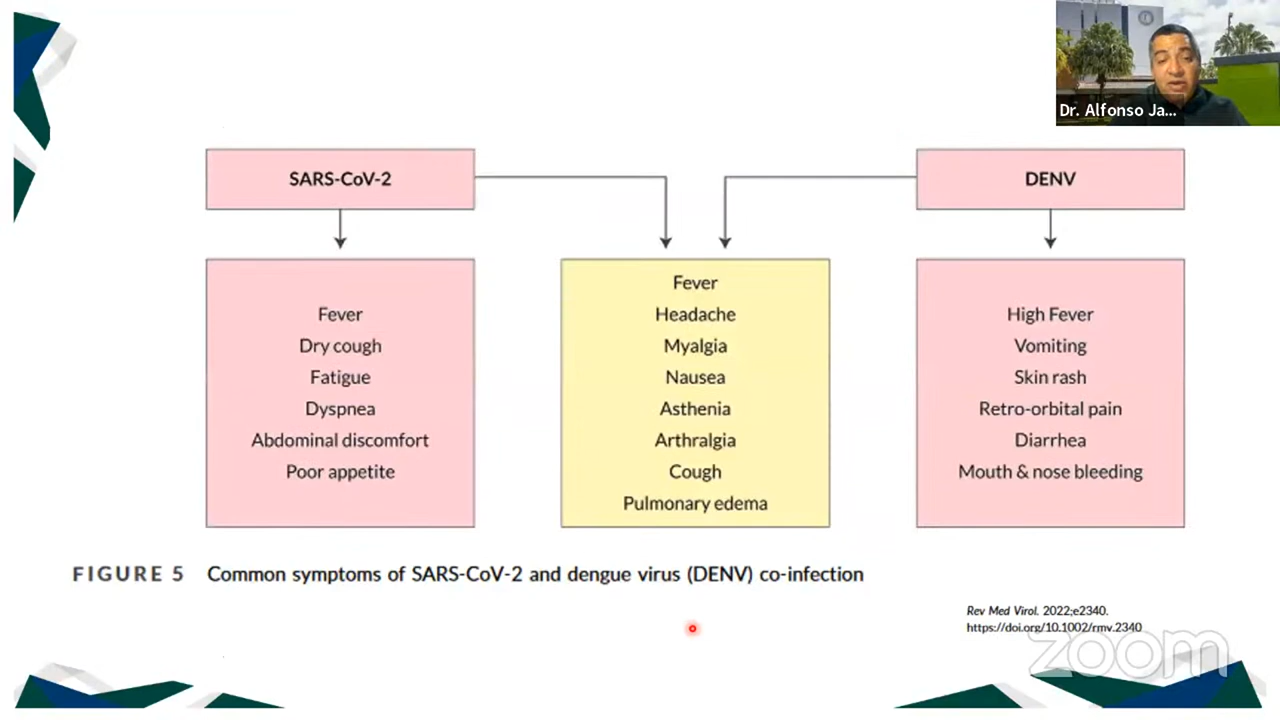 Dr. Alfonso Ja...
SARS-CoV-2
DENV
Fever
Dry cough
Fatigue
Dyspnea
Abdominal discomfort
Poor appetite
Fever
Headache
Myalgia
Nausea
Asthenia
Arthralgia
Cough
Pulmonary edema
High Fever
Vomiting
Skin rash
Retro-orbital pain
Diarrhea
Mouth & nose bleeding
FIGURE 5 Common symptoms of SARS-CoV-2 and dengue virus (DENV) co-infection
Rev Med Virol. 2022;e2340.
https://doi.org/10.1002/rmv.2340
zoom